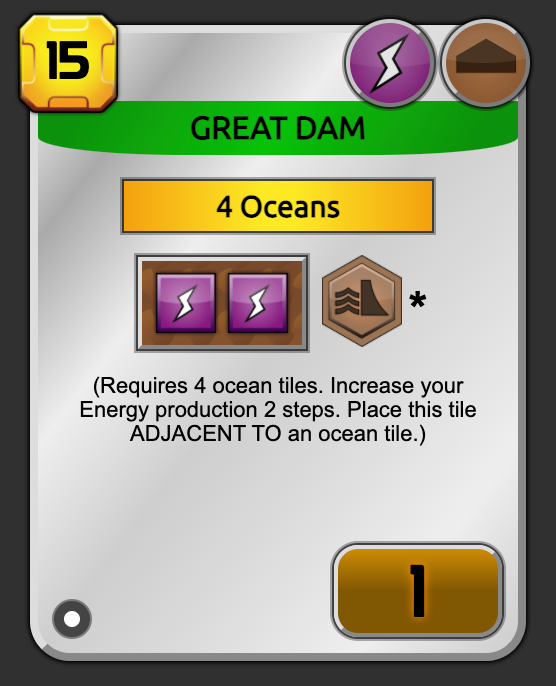 15
GREAT DAM
4 Oceans
*
(Requires 4 ocean tiles. Increase your
Energy production 2 steps. Place this tile
ADJACENT TO an ocean tile.)
1